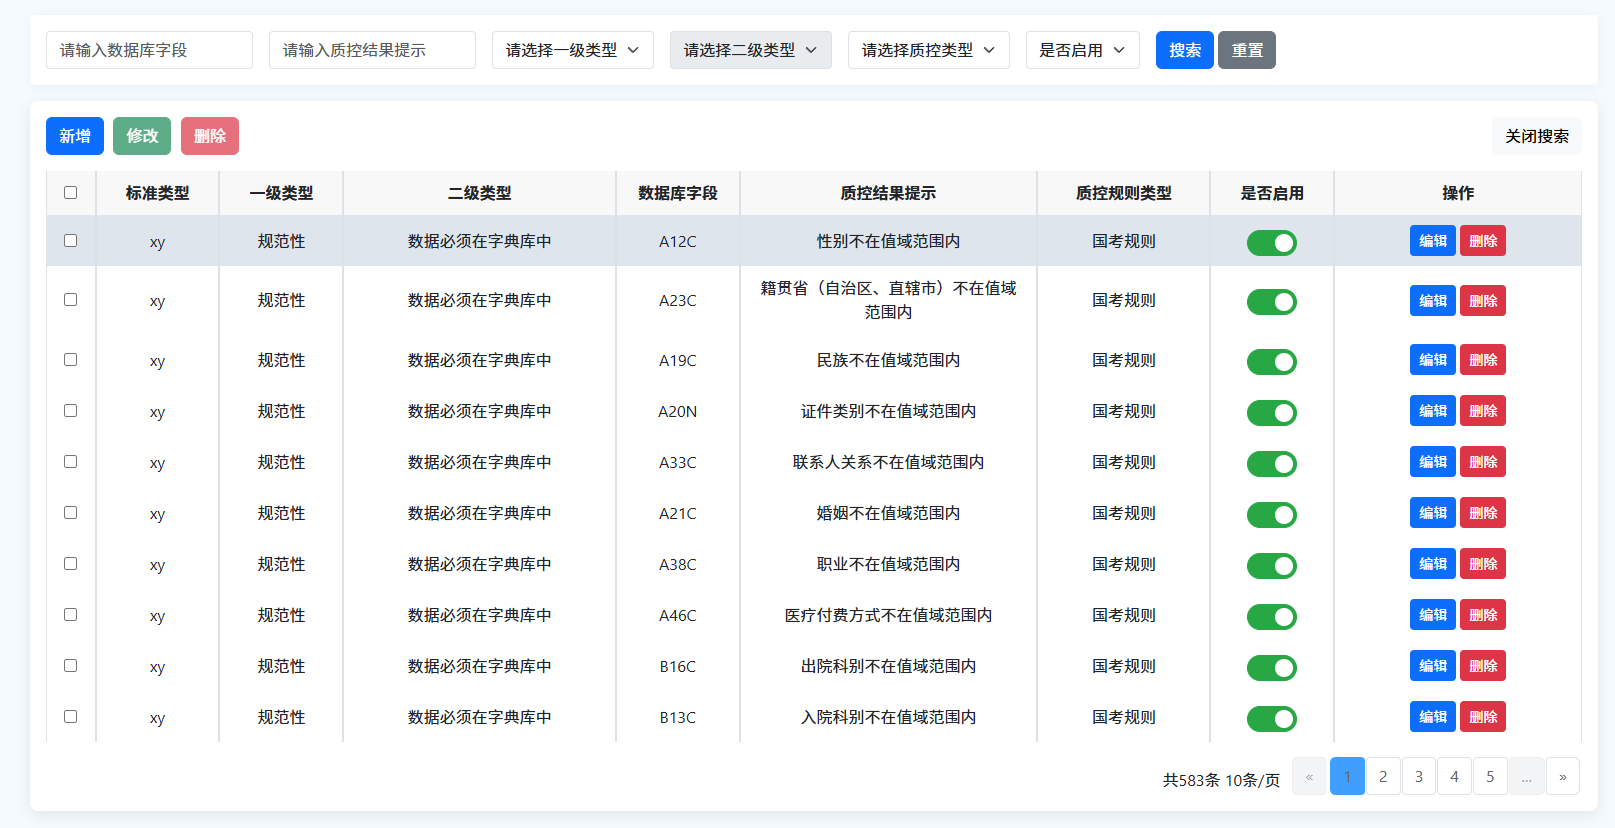 请输入数据库字段 请输入质控结果提示 请选择一级类型 请选择二级类型 请选择质控类型 是否启用 搜索 重置
新增 修改 删除 关闭搜索
标准类型 一级类型 二级类型 数据库字段 质控结果提示 质控规则类型 是否启用 操作
xy 规范性 数据必须在字典库中 A12C 性别不在值域范围内 国考规则 编辑 删除
xy 规范性 数据必须在字典库中 A23C 籍贯省（自治区、直辖市）不在值域
范围内 国考规则 编辑 删除
xy 规范性 数据必须在字典库中 A19C 民族不在值域范围内 国考规则 编辑 删除
xy 规范性 数据必须在字典库中 A20N 证件类别不在值域范围内 国考规则 编辑 删除
xy 规范性 数据必须在字典库中 A33C 联系人关系不在值域范围内 国考规则 编辑 删除
xy 规范性 数据必须在字典库中 A21C 婚姻不在值域范围内 国考规则 编辑 删除
xy 规范性 数据必须在字典库中 A38C 职业不在值域范围内 国考规则 编辑 删除
xy 规范性 数据必须在字典库中 A46C 医疗付费方式不在值域范围内 国考规则 编辑 删除
xy 规范性 数据必须在字典库中 B16C 出院科别不在值域范围内 国考规则 编辑 删除
xy 规范性 数据必须在字典库中 B13C 入院科别不在值域范围内 国考规则 编辑 删除
共583条 10条/页 « 1 2 3 4 5 ... »